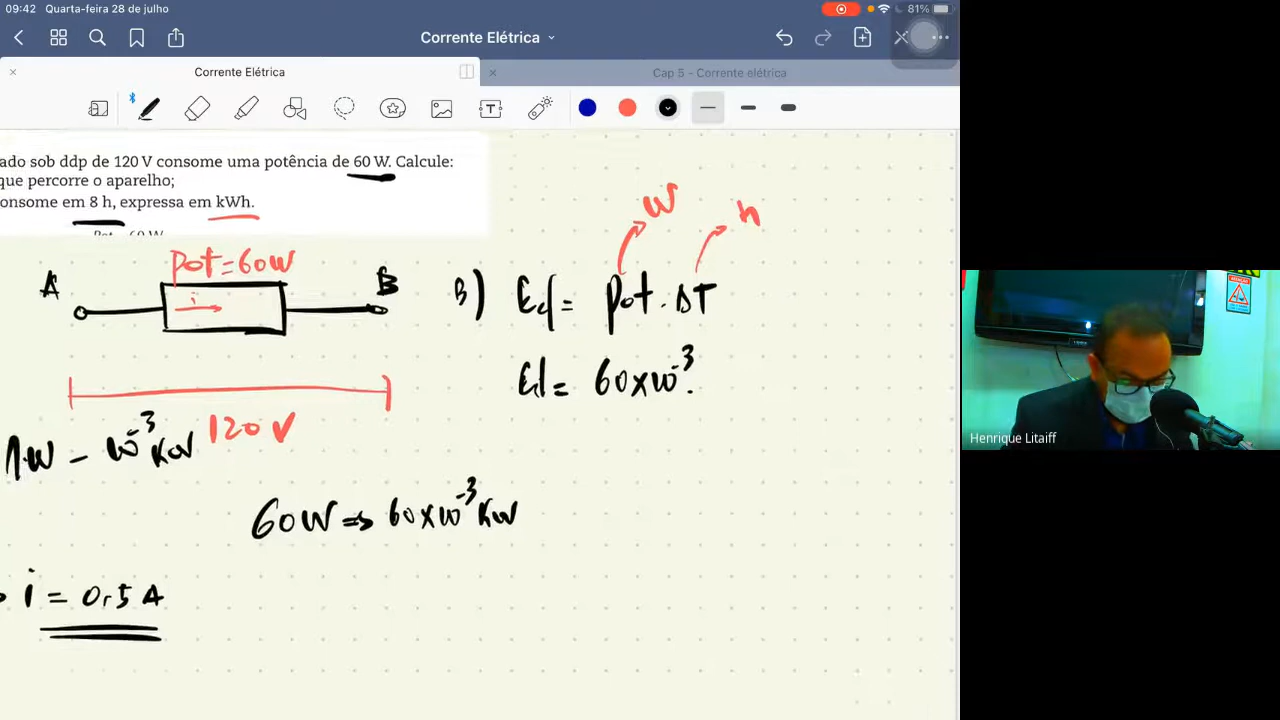 09:42 Quarta-feira 28 de julho
81%
Corrente Elétrica
Corrente Elétrica
Cap 5 - Corrente elétrica
ado sob ddp de 120 V consome uma potência de 60 W. Calcule:
que percorre o aparelho;
onsome em 8 h, expressa em kWh.
W
h
Pot=60W
A
B
i
B) Ed= Pot. ΔT
Ed= 60x10⁻³.
120 V
1W - 10⁻³ KW
60W => 60x10⁻³ KW
i = 0,5 A
Henrique Litaiff